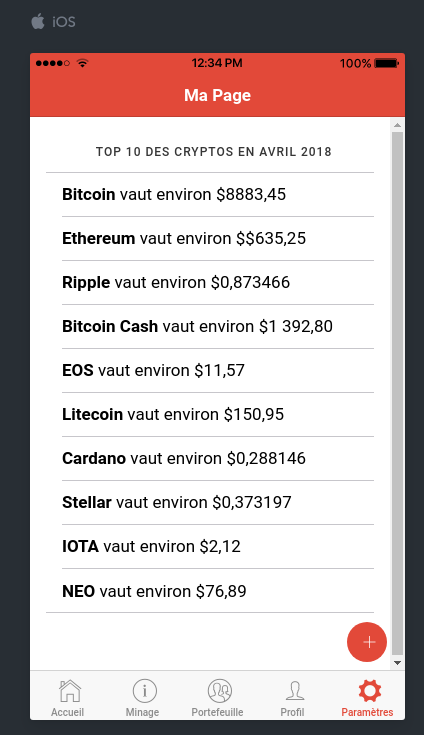 iOS
12:34 PM 100%
Ma Page
TOP 10 DES CRYPTOS EN AVRIL 2018
Bitcoin vaut environ $8883,45
Ethereum vaut environ $$635,25
Ripple vaut environ $0,873466
Bitcoin Cash vaut environ $1 392,80
EOS vaut environ $11,57
Litecoin vaut environ $150,95
Cardano vaut environ $0,288146
Stellar vaut environ $0,373197
IOTA vaut environ $2,12
NEO vaut environ $76,89
Accueil Minage Portefeuille Profil Paramètres